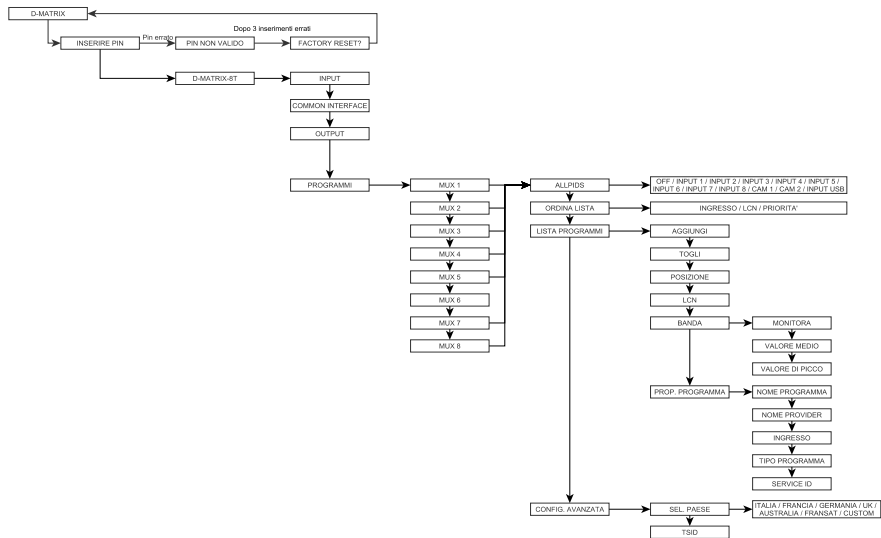 D-MATRIX
Dopo 3 inserimenti errati
INSERIRE PIN
Pin errato
PIN NON VALIDO
FACTORY RESET?
D-MATRIX-8T
INPUT
COMMON INTERFACE
OUTPUT
PROGRAMMI
MUX 1
MUX 2
MUX 3
MUX 4
MUX 5
MUX 6
MUX 7
MUX 8
ALLPIDS
OFF / INPUT 1 / INPUT 2 / INPUT 3 / INPUT 4 / INPUT 5 /
INPUT 6 / INPUT 7 / INPUT 8 / CAM 1 / CAM 2 / INPUT USB
ORDINA LISTA
INGRESSO / LCN / PRIORITA'
LISTA PROGRAMMI
AGGIUNGI
TOGLI
POSIZIONE
LCN
BANDA
MONITORA
VALORE MEDIO
VALORE DI PICCO
PROP. PROGRAMMA
NOME PROGRAMMA
NOME PROVIDER
INGRESSO
TIPO PROGRAMMA
SERVICE ID
CONFIG. AVANZATA
SEL. PAESE
ITALIA / FRANCIA / GERMANIA / UK /
AUSTRALIA / FRANSAT / CUSTOM
TSID